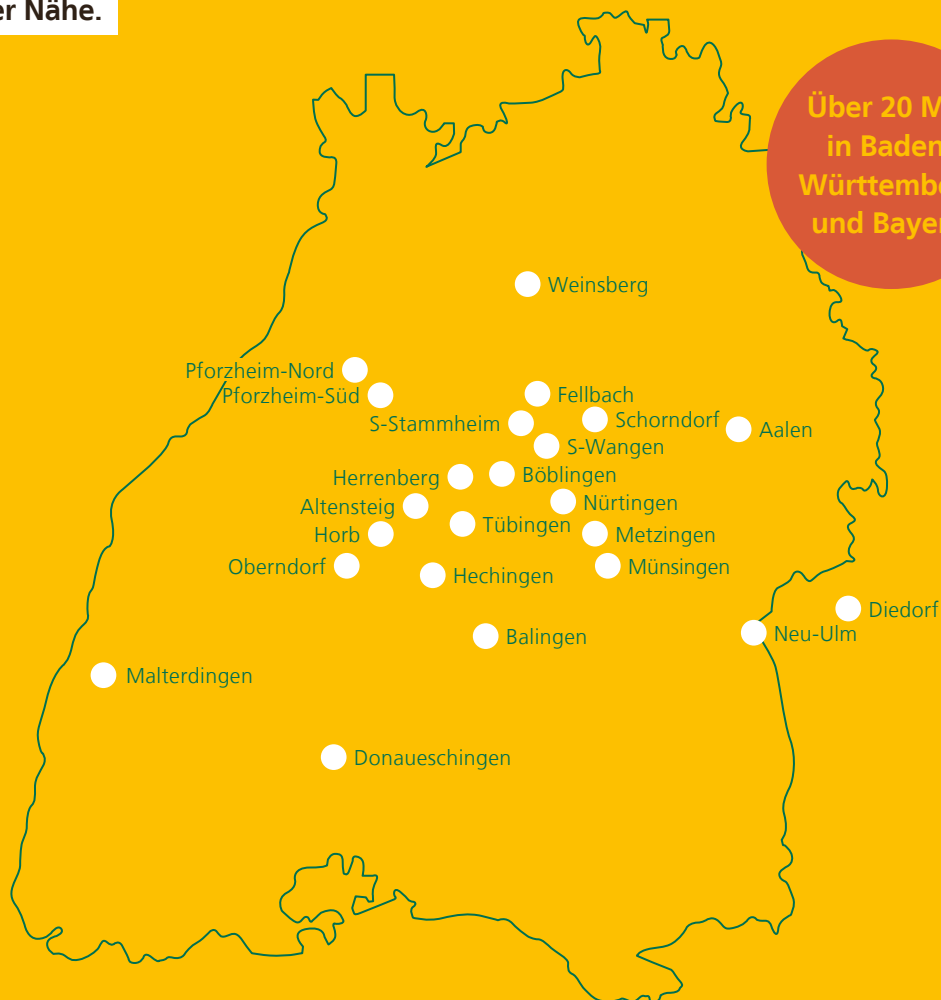 er Nähe.
Über 20 M
in Baden
Württembe
und Bayer
Weinsberg
Pforzheim-Nord
Pforzheim-Süd
Fellbach
S-Stammheim
Schorndorf
Aalen
S-Wangen
Herrenberg
Böblingen
Altensteig
Nürtingen
Horb
Tübingen
Metzingen
Oberndorf
Hechingen
Münsingen
Diedorf
Balingen
Neu-Ulm
Malterdingen
Donaueschingen